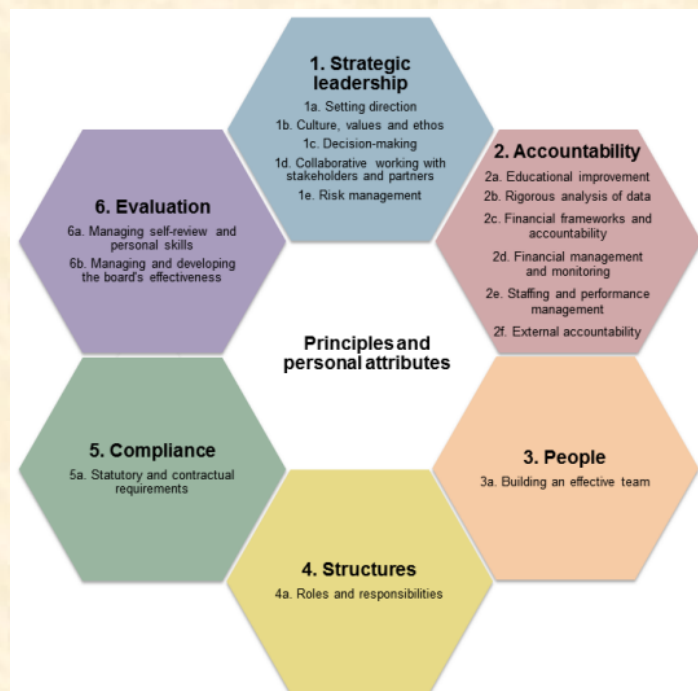 1. Strategic
leadership
1a. Setting direction
1b. Culture, values and ethos
1c. Decision-making
1d. Collaborative working with
stakeholders and partners
1e. Risk management
2. Accountability
2a. Educational improvement
2b. Rigorous analysis of data
2c. Financial frameworks and
accountability
2d. Financial management
and monitoring
2e. Staffing and performance
management
2f. External accountability
3. People
3a. Building an effective team
4. Structures
4a. Roles and responsibilities
5. Compliance
5a. Statutory and contractual
requirements
6. Evaluation
6a. Managing self-review and
personal skills
6b. Managing and developing
the board's effectiveness
Principles and
personal attributes